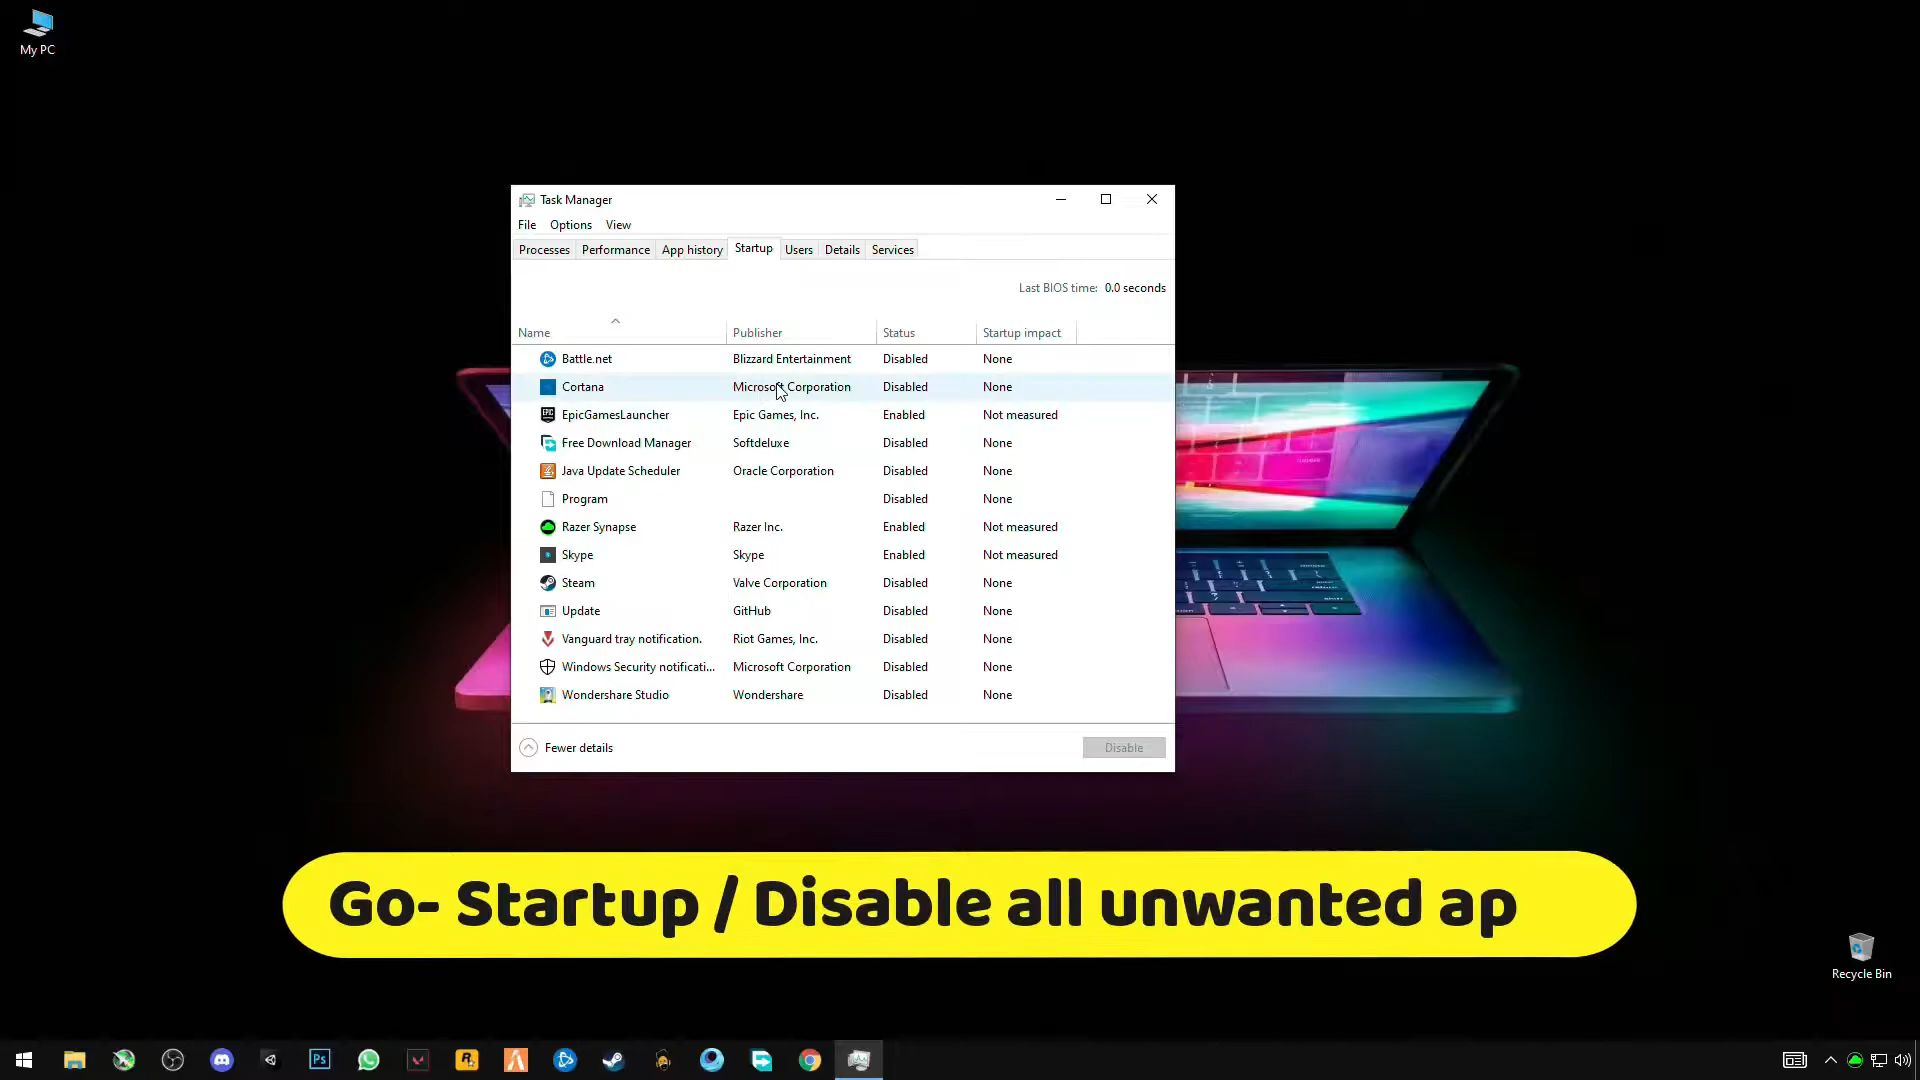 My PC
Task Manager
File Options View
Processes Performance App history Startup Users Details Services
Last BIOS time: 0.0 seconds
Name Publisher Status Startup impact
Battle.net Blizzard Entertainment Disabled None
Cortana Microsoft Corporation Disabled None
EpicGamesLauncher Epic Games, Inc. Enabled Not measured
Free Download Manager Softdeluxe Disabled None
Java Update Scheduler Oracle Corporation Disabled None
Program Disabled None
Razer Synapse Razer Inc. Enabled Not measured
Skype Skype Enabled Not measured
Steam Valve Corporation Disabled None
Update GitHub Disabled None
Vanguard tray notification. Riot Games, Inc. Disabled None
Windows Security notificati... Microsoft Corporation Disabled None
Wondershare Studio Wondershare Disabled None
Fewer details Disable
Go- Startup / Disable all unwanted ap
Recycle Bin
Ps